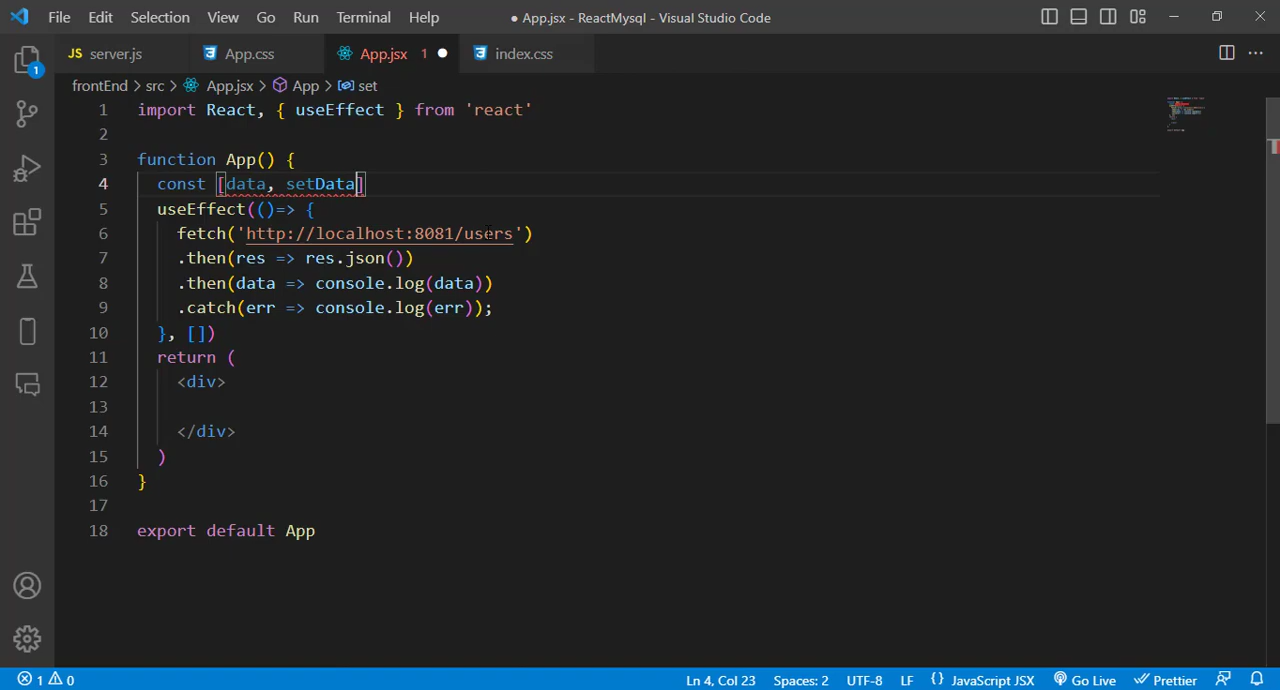 File Edit Selection View Go Run Terminal Help ● App.jsx - ReactMysql - Visual Studio Code
JS server.js App.css App.jsx 1 index.css
1
frontEnd > src > App.jsx > App > set
1 import React, { useEffect } from 'react'
2
3 function App() {
4 const [data, setData]
5 useEffect(()=> {
6 fetch('http://localhost:8081/users')
7 .then(res => res.json())
8 .then(data => console.log(data))
9 .catch(err => console.log(err));
10 }, [])
11 return (
12 <div>
13
14 </div>
15 )
16 }
17
18 export default App
1 0 Ln 4, Col 23 Spaces: 2 UTF-8 LF {} JavaScript JSX Go Live Prettier